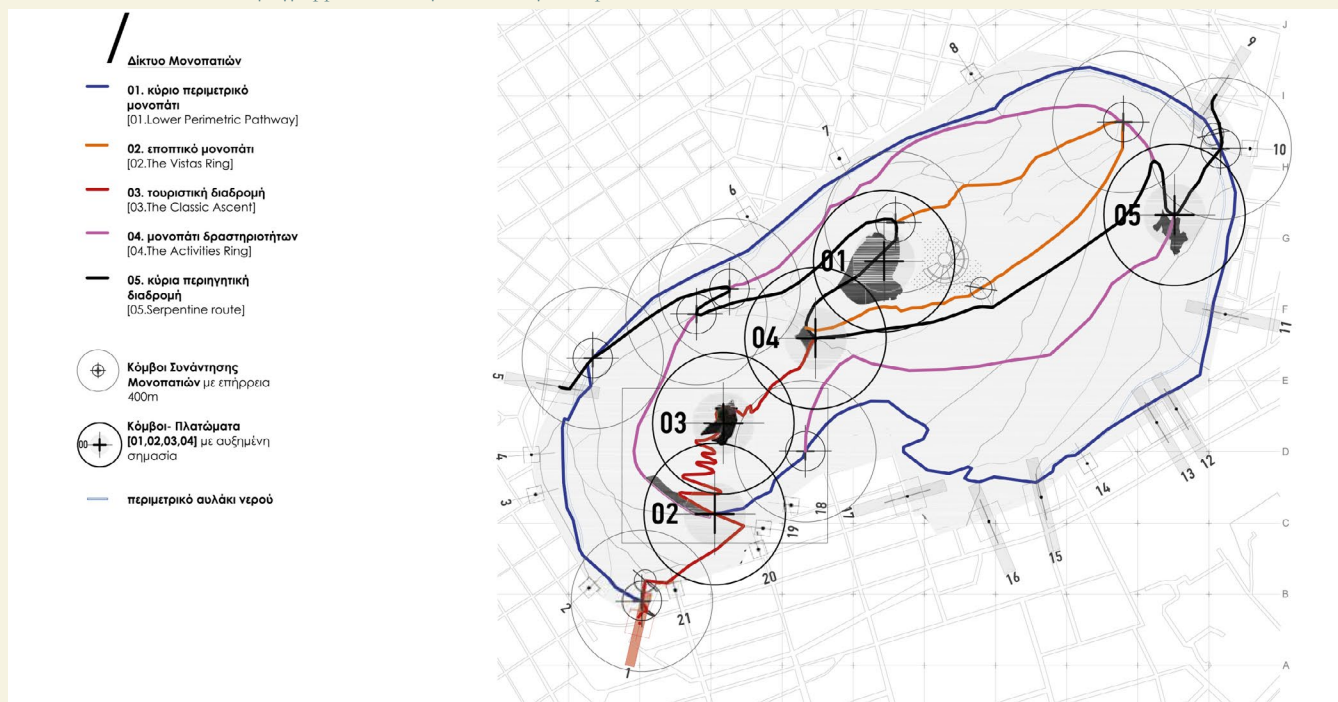 Δίκτυο Μονοπατιών
01. κύριο περιμετρικό
μονοπάτι
[01.Lower Perimetric Pathway]
02. εποπτικό μονοπάτι
[02.The Vistas Ring]
03. τουριστική διαδρομή
[03.The Classic Ascent]
04. μονοπάτι δραστηριοτήτων
[04.The Activities Ring]
05. κύρια περιηγητική
διαδρομή
[05.Serpentine route]
Κόμβοι Συνάντησης
Μονοπατιών με επήρρεια
400m
00
Κόμβοι- Πλατώματα
[01,02,03,04] με αυξημένη
σημασία
περιμετρικό αυλάκι νερού
J
8
9
I
7
10
H
6
05
G
01
F
11
04
5
E
03
12
13
4
D
14
3
18
17
02
C
19
15
20
16
2
B
21
1
A